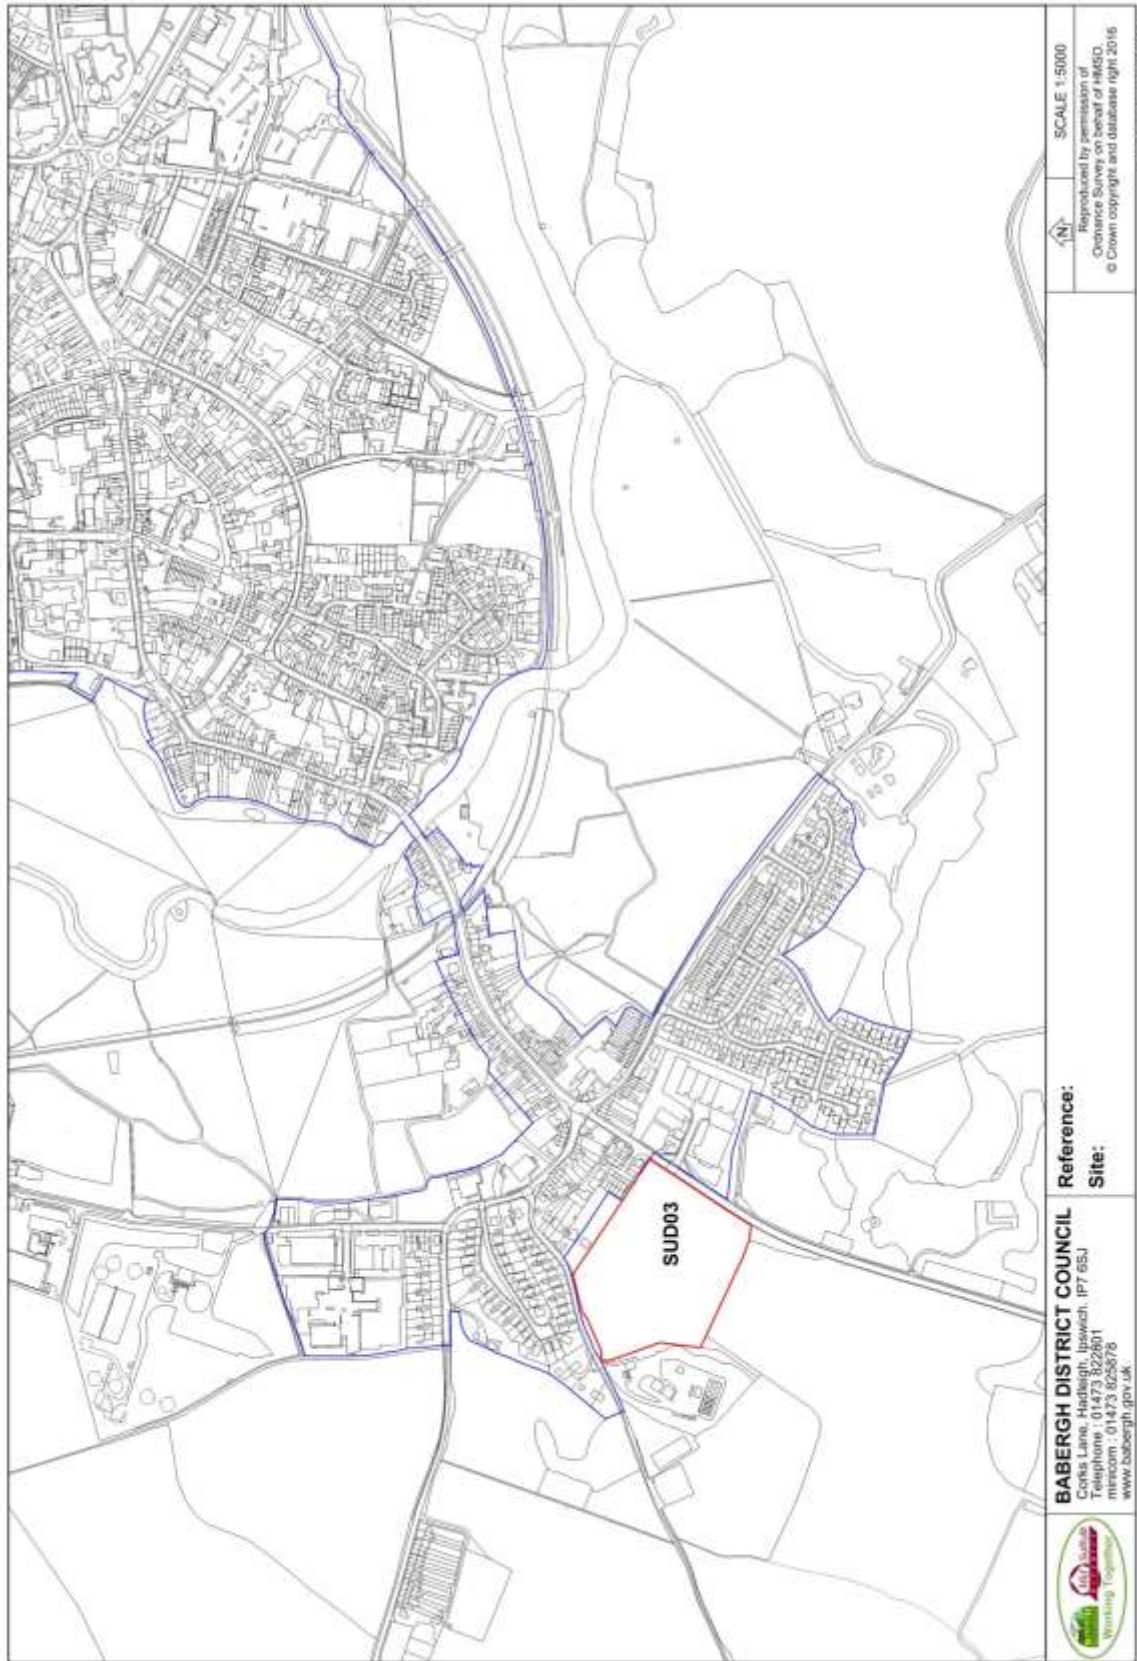 SUD03
BABERGH DISTRICT COUNCIL
Corks Lane, Hadleigh, Ipswich. IP7 6SJ
Telephone : 01473 822801
minicom : 01473 825878
www.babergh.gov.uk
Reference:
Site:
N
SCALE 1:5000
Reproduced by permission of
Ordnance Survey on behalf of HMSO.
© Crown copyright and database right 2016
Working Together